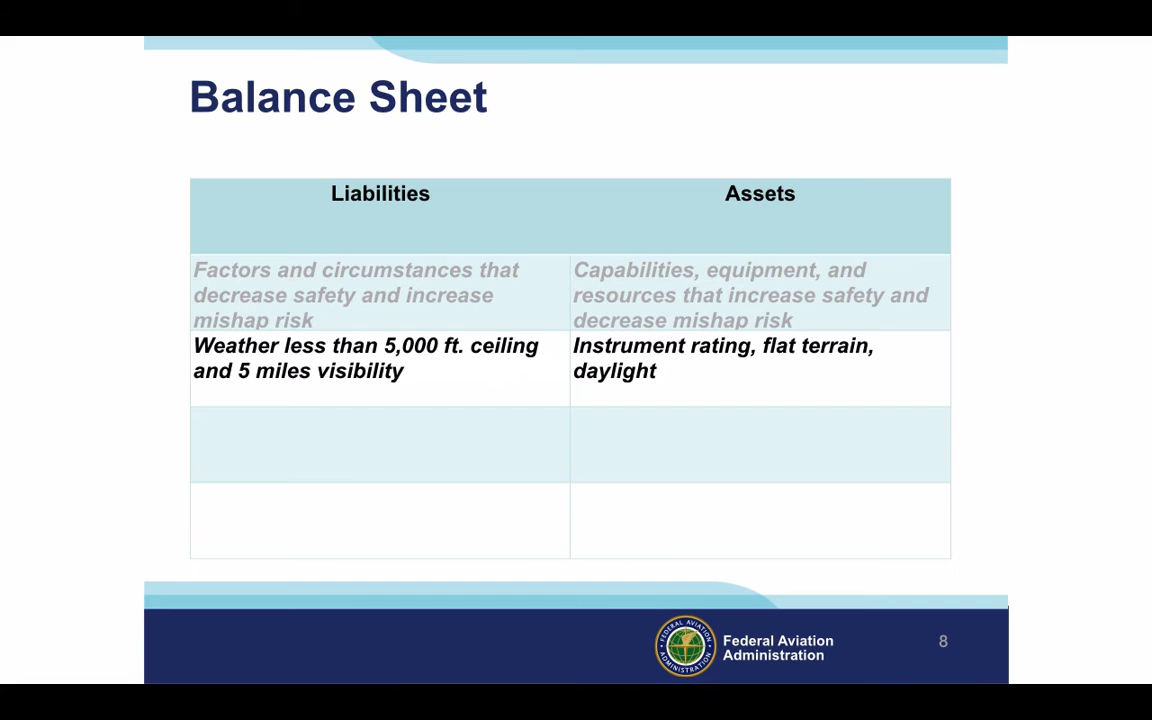 Balance Sheet
Liabilities
Assets
Factors and circumstances that
decrease safety and increase
mishap risk
Capabilities, equipment, and
resources that increase safety and
decrease mishap risk
Weather less than 5,000 ft. ceiling
and 5 miles visibility
Instrument rating, flat terrain,
daylight
FEDERAL AVIATION
ADMINISTRATION
Federal Aviation
Administration
8